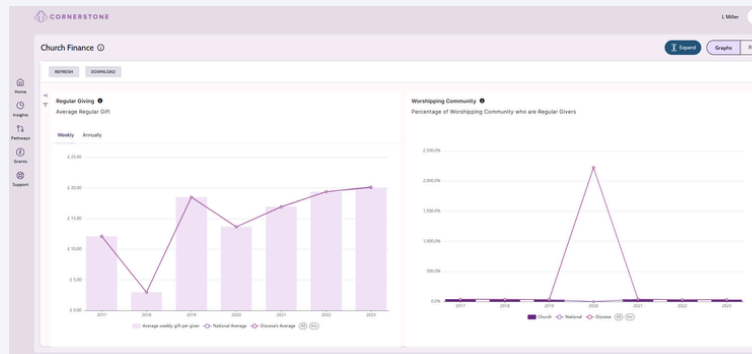 CORNERSTONE
L Miller
Church Finance
Expand
Graphs
REFRESH
DOWNLOAD
Home
Insights
Pathways
Grants
Support
Regular Giving
Average Regular Gift
Weekly
Annually
£ 25.00
£ 20.00
£ 15.00
£ 10.00
£ 5.00
£ 0.00
2017 2018 2019 2020 2021 2022 2023
Average weekly gift per giver National Average Diocese's Average All Inv
Worshipping Community
Percentage of Worshipping Community who are Regular Givers
2,500.0%
2,000.0%
1,500.0%
1,000.0%
500.0%
0.0%
2017 2018 2019 2020 2021 2022 2023
Church National Diocese All Inv